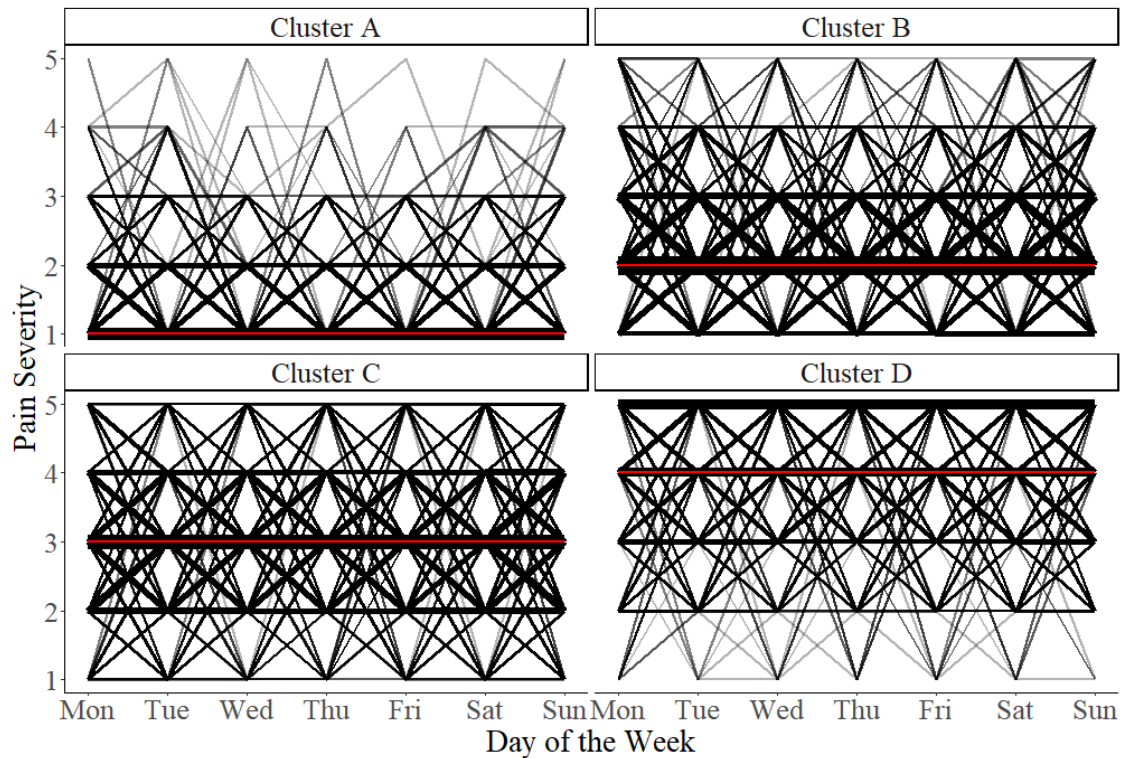 Cluster A
Cluster B
5
4
3
2
1
Cluster C
Cluster D
Pain Severity
5
4
3
2
1
Mon Tue Wed Thu Fri Sat Sun Mon Tue Wed Thu Fri Sat Sun
Day of the Week